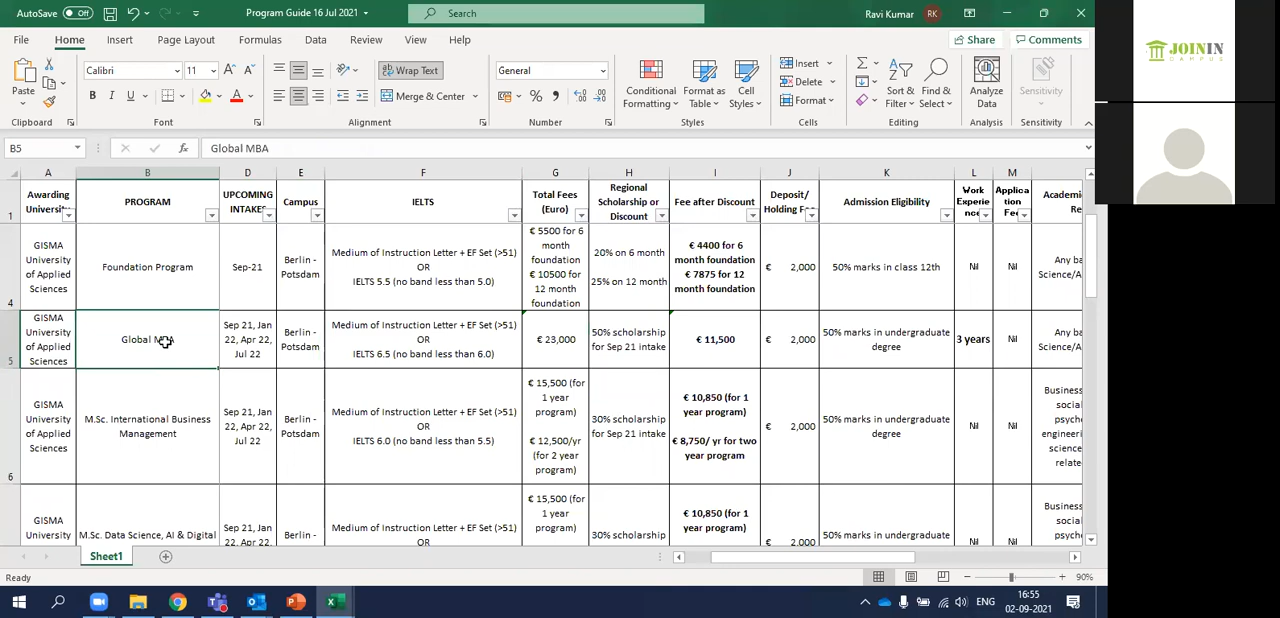 AutoSave Off Program Guide 16 Jul 2021 Search Ravi Kumar RK
File Home Insert Page Layout Formulas Data Review View Help Share Comments
Paste Calibri 11 A A Wrap Text General Conditional Formatting Format as Table Cell Styles Insert Delete Format Sort & Filter Find & Select Analyze Data Sensitivity
B I U A Merge & Center % 9
Clipboard Font Alignment Number Styles Cells Editing Analysis Sensitivity
B5 fx Global MBA
A B D E F G H I J K L M
1 Awarding University PROGRAM UPCOMING INTAKES Campus IELTS Total Fees (Euro) Regional Scholarship or Discount Fee after Discount Deposit/ Holding Admission Eligibility Work Experience Application Fee
4 GISMA University of Applied Sciences Foundation Program Sep-21 Berlin - Potsdam Medium of Instruction Letter + EF Set (>51) OR IELTS 5.5 (no band less than 5.0) € 5500 for 6 month foundation € 10500 for 12 month foundation 20% on 6 month 25% on 12 month € 4400 for 6 month foundation € 7875 for 12 month foundation € 2,000 50% marks in class 12th Nil Nil Any ba Science/A
5 GISMA University of Applied Sciences Global MBA Sep 21, Jan 22, Apr 22, Jul 22 Berlin - Potsdam Medium of Instruction Letter + EF Set (>51) OR IELTS 6.5 (no band less than 6.0) € 23,000 50% scholarship for Sep 21 intake € 11,500 € 2,000 50% marks in undergraduate degree 3 years Nil Any ba Science/A
6 GISMA University of Applied Sciences M.Sc. International Business Management Sep 21, Jan 22, Apr 22, Jul 22 Berlin - Potsdam Medium of Instruction Letter + EF Set (>51) OR IELTS 6.0 (no band less than 5.5) € 15,500 (for 1 year program) € 12,500/yr (for 2 year program) 30% scholarship for Sep 21 intake € 10,850 (for 1 year program) € 8,750/ yr for two year program € 2,000 50% marks in undergraduate degree Nil Nil Business social psych engineeri science relate
GISMA University M.Sc. Data Science, AI & Digital Sep 21, Jan 22, Apr 22, Berlin - Medium of Instruction Letter + EF Set (>51) OR € 15,500 (for 1 year program) 30% scholarship € 10,850 (for 1 year program) € 2,000 50% marks in undergraduate Nil Nil Business social psych
Sheet1
Ready 90%
ENG 16:55
02-09-2021
JOININ
CAMPUS